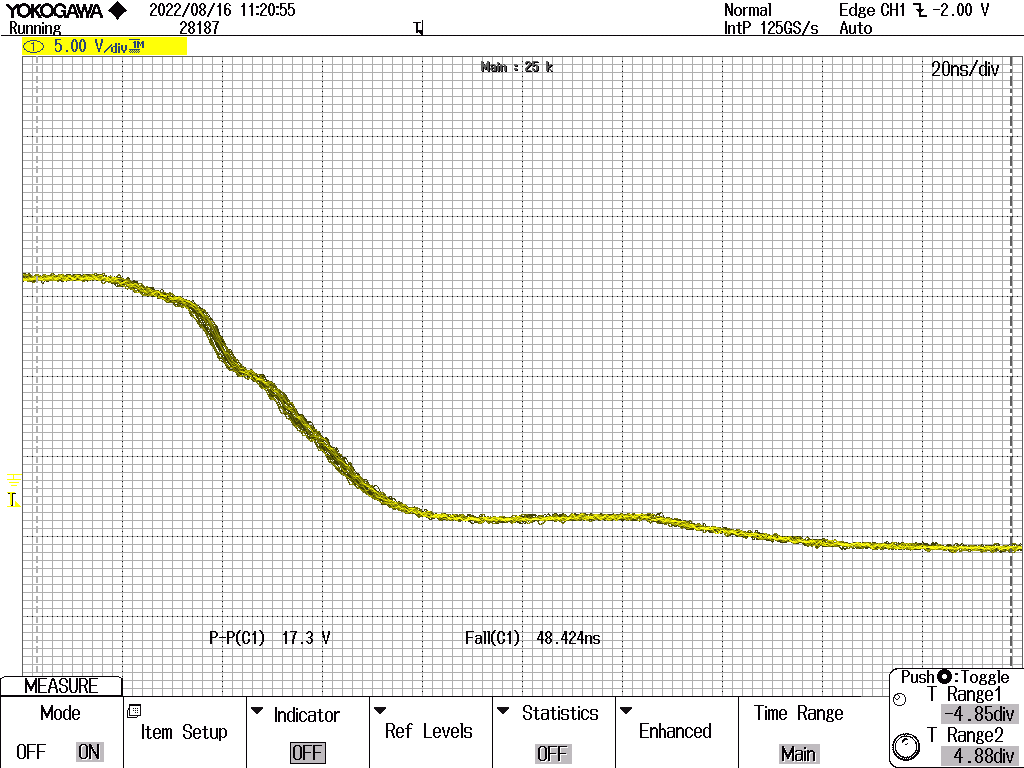 YOKOGAWA ◆ 2022/08/16 11:20:55 Normal Edge CH1 -2.00 V
Running 28187 T IntP 125GS/s Auto
1 5.00 V/div 1M
Main : 25 k
20ns/div
T
P-P(C1) 17.3 V Fall(C1) 48.424ns
MEASURE
Push :Toggle
Mode
OFF ON
Item Setup
Indicator
OFF
Ref Levels
Statistics
OFF
Enhanced
Time Range
Main
T Range1
-4.85div
T Range2
4.88div